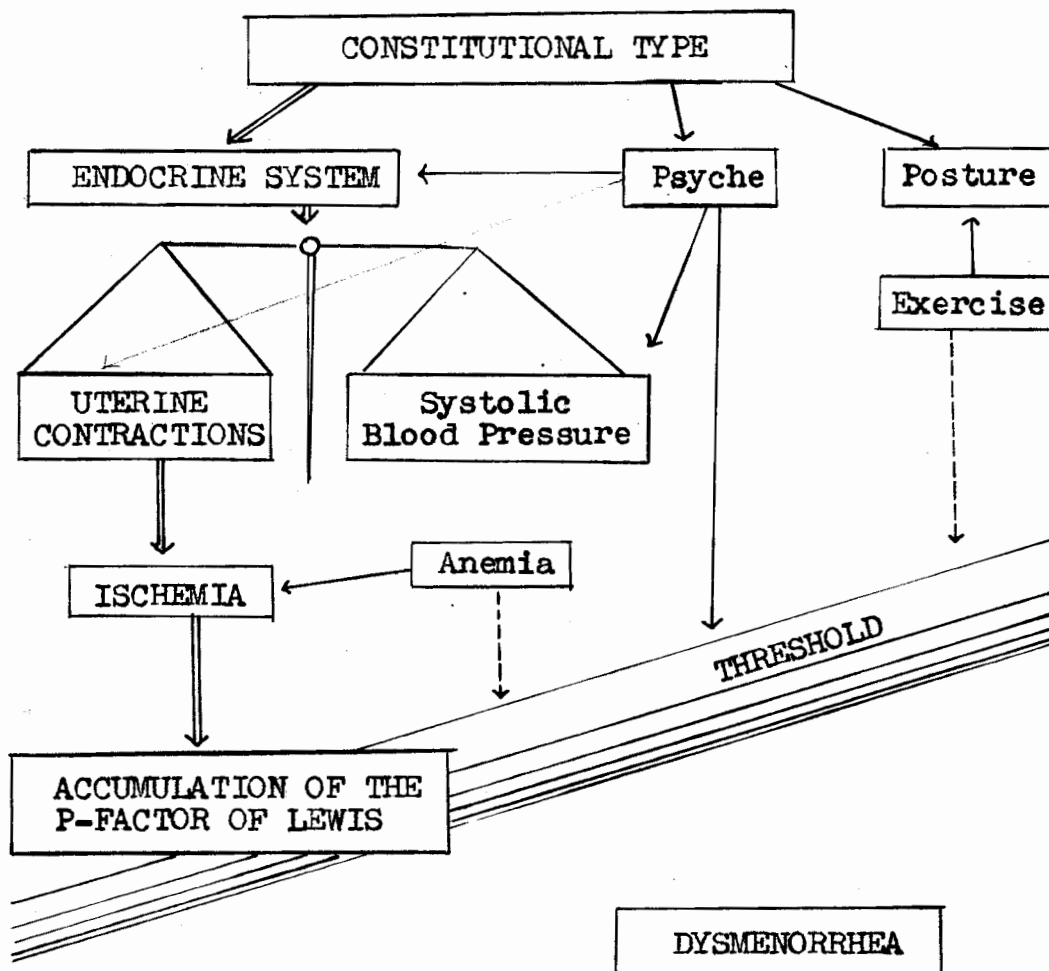 CONSTITUTIONAL TYPE
ENDOCRINE SYSTEM
Psyche
Posture
Exercise
UTERINE
CONTRACTIONS
Systolic
Blood Pressure
Anemia
ISCHEMIA
THRESHOLD
ACCUMULATION OF THE
P-FACTOR OF LEWIS
DYSMENORRHEA